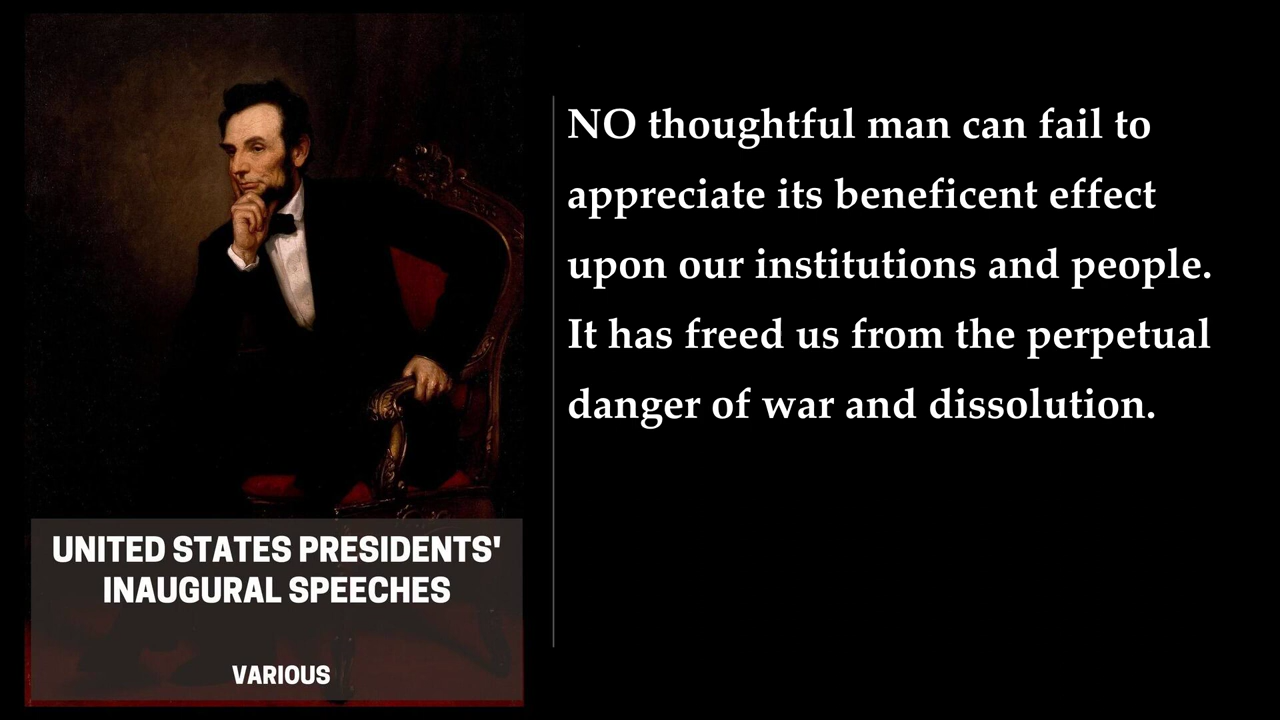 NO thoughtful man can fail to
appreciate its beneficent effect
upon our institutions and people.
It has freed us from the perpetual
danger of war and dissolution.
UNITED STATES PRESIDENTS'
INAUGURAL SPEECHES
VARIOUS